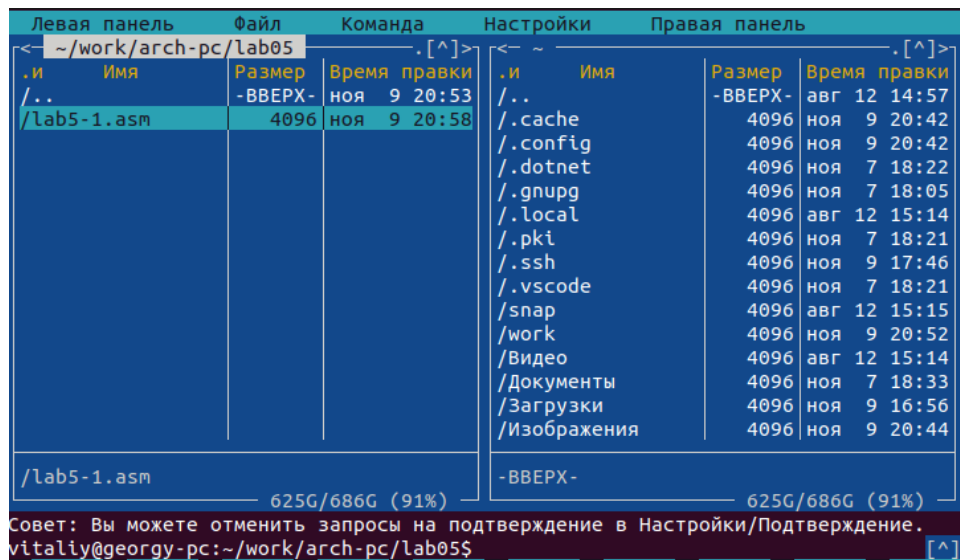 Левая панель Файл Команда Настройки Правая панель
<─ ~/work/arch-pc/lab05 ─.[^]>┐ <─ ~ ─.[^]>┐
.и Имя Размер Время правки .и Имя Размер Время правки
/.. -ВВЕРХ- ноя 9 20:53 /.. -ВВЕРХ- авг 12 14:57
/lab5-1.asm 4096 ноя 9 20:58 /.cache 4096 ноя 9 20:42
/.config 4096 ноя 9 20:42
/.dotnet 4096 ноя 7 18:22
/.gnupg 4096 ноя 7 18:05
/.local 4096 авг 12 15:14
/.pki 4096 ноя 7 18:21
/.ssh 4096 ноя 9 17:46
/.vscode 4096 ноя 7 18:21
/snap 4096 авг 12 15:15
/work 4096 ноя 9 20:52
/Видео 4096 авг 12 15:14
/Документы 4096 ноя 7 18:33
/Загрузки 4096 ноя 9 16:56
/Изображения 4096 ноя 9 20:44
/lab5-1.asm -ВВЕРХ-
625G/686G (91%) 625G/686G (91%)
Совет: Вы можете отменить запросы на подтверждение в Настройки/Подтверждение.
vitaliy@georgy-pc:~/work/arch-pc/lab05$ [^]